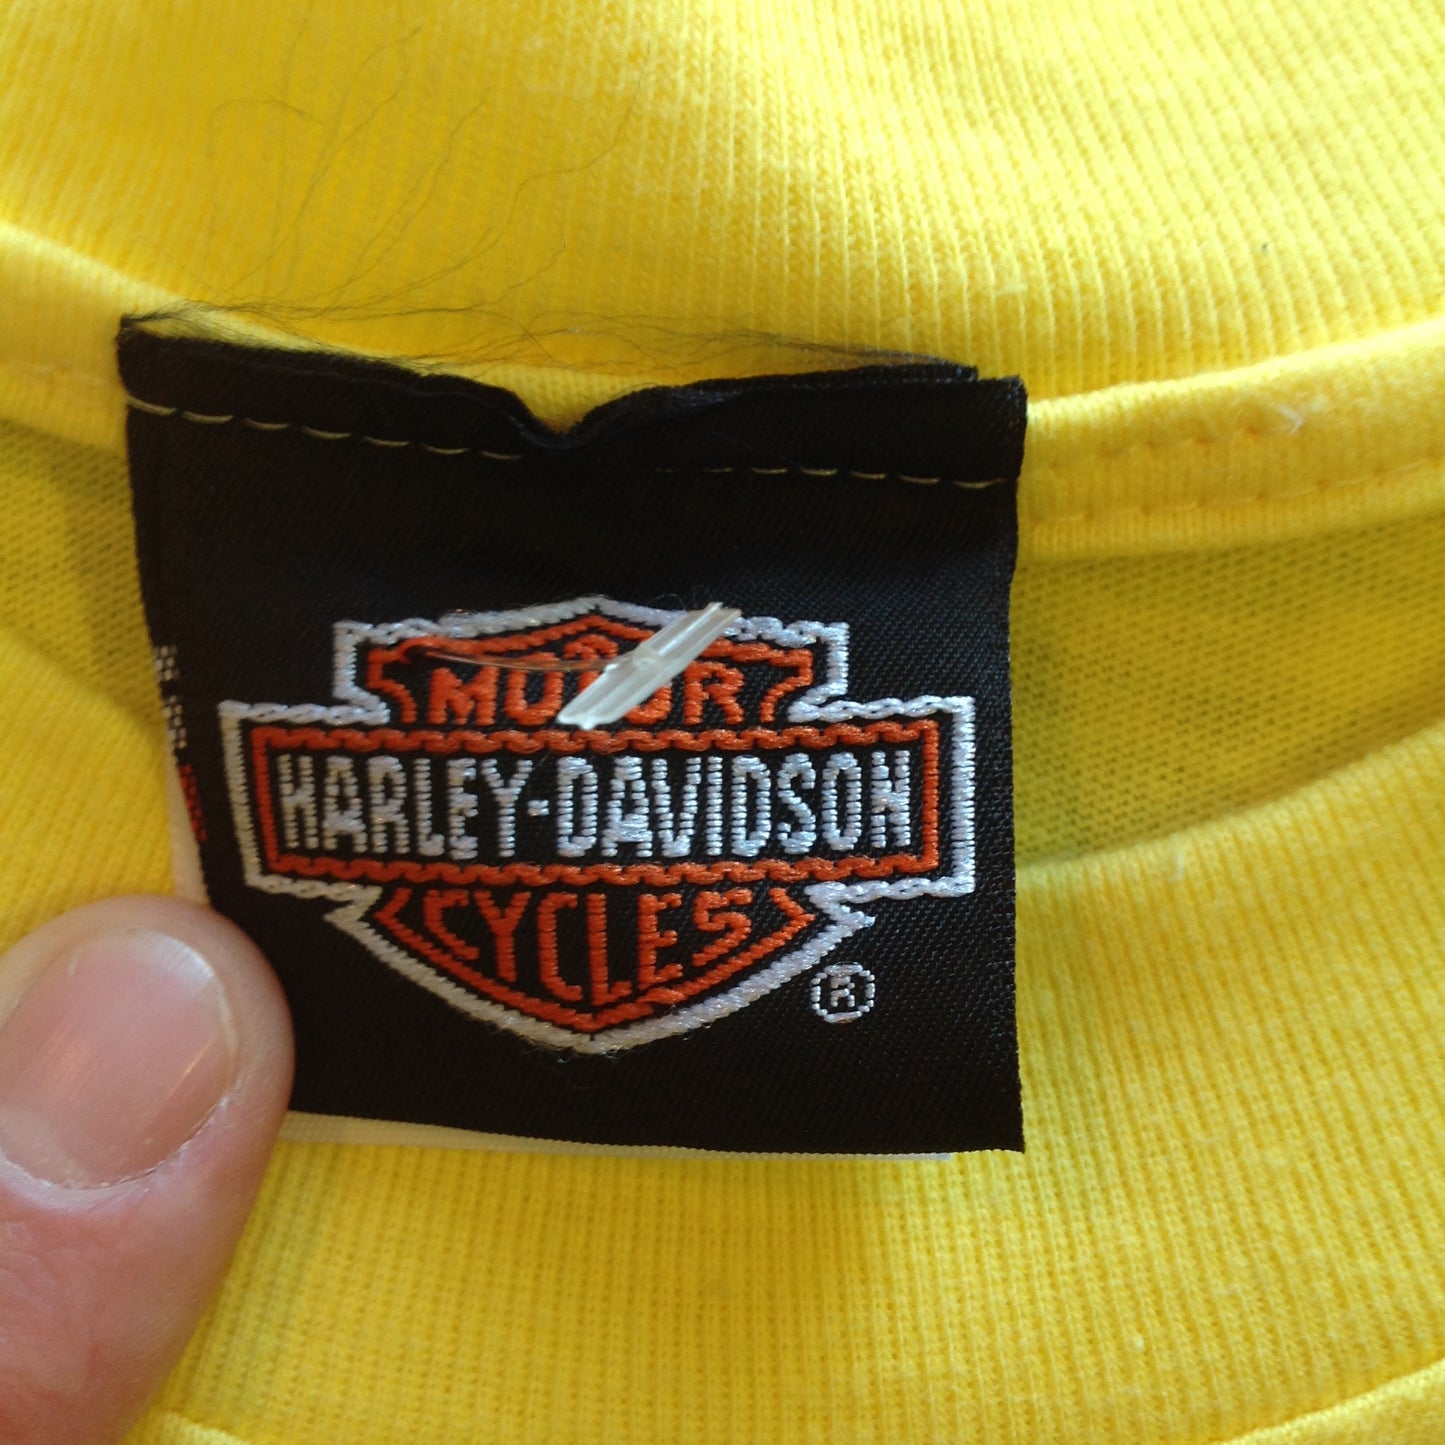 MOTOR
HARLEY-DAVIDSON
CYCLES
®